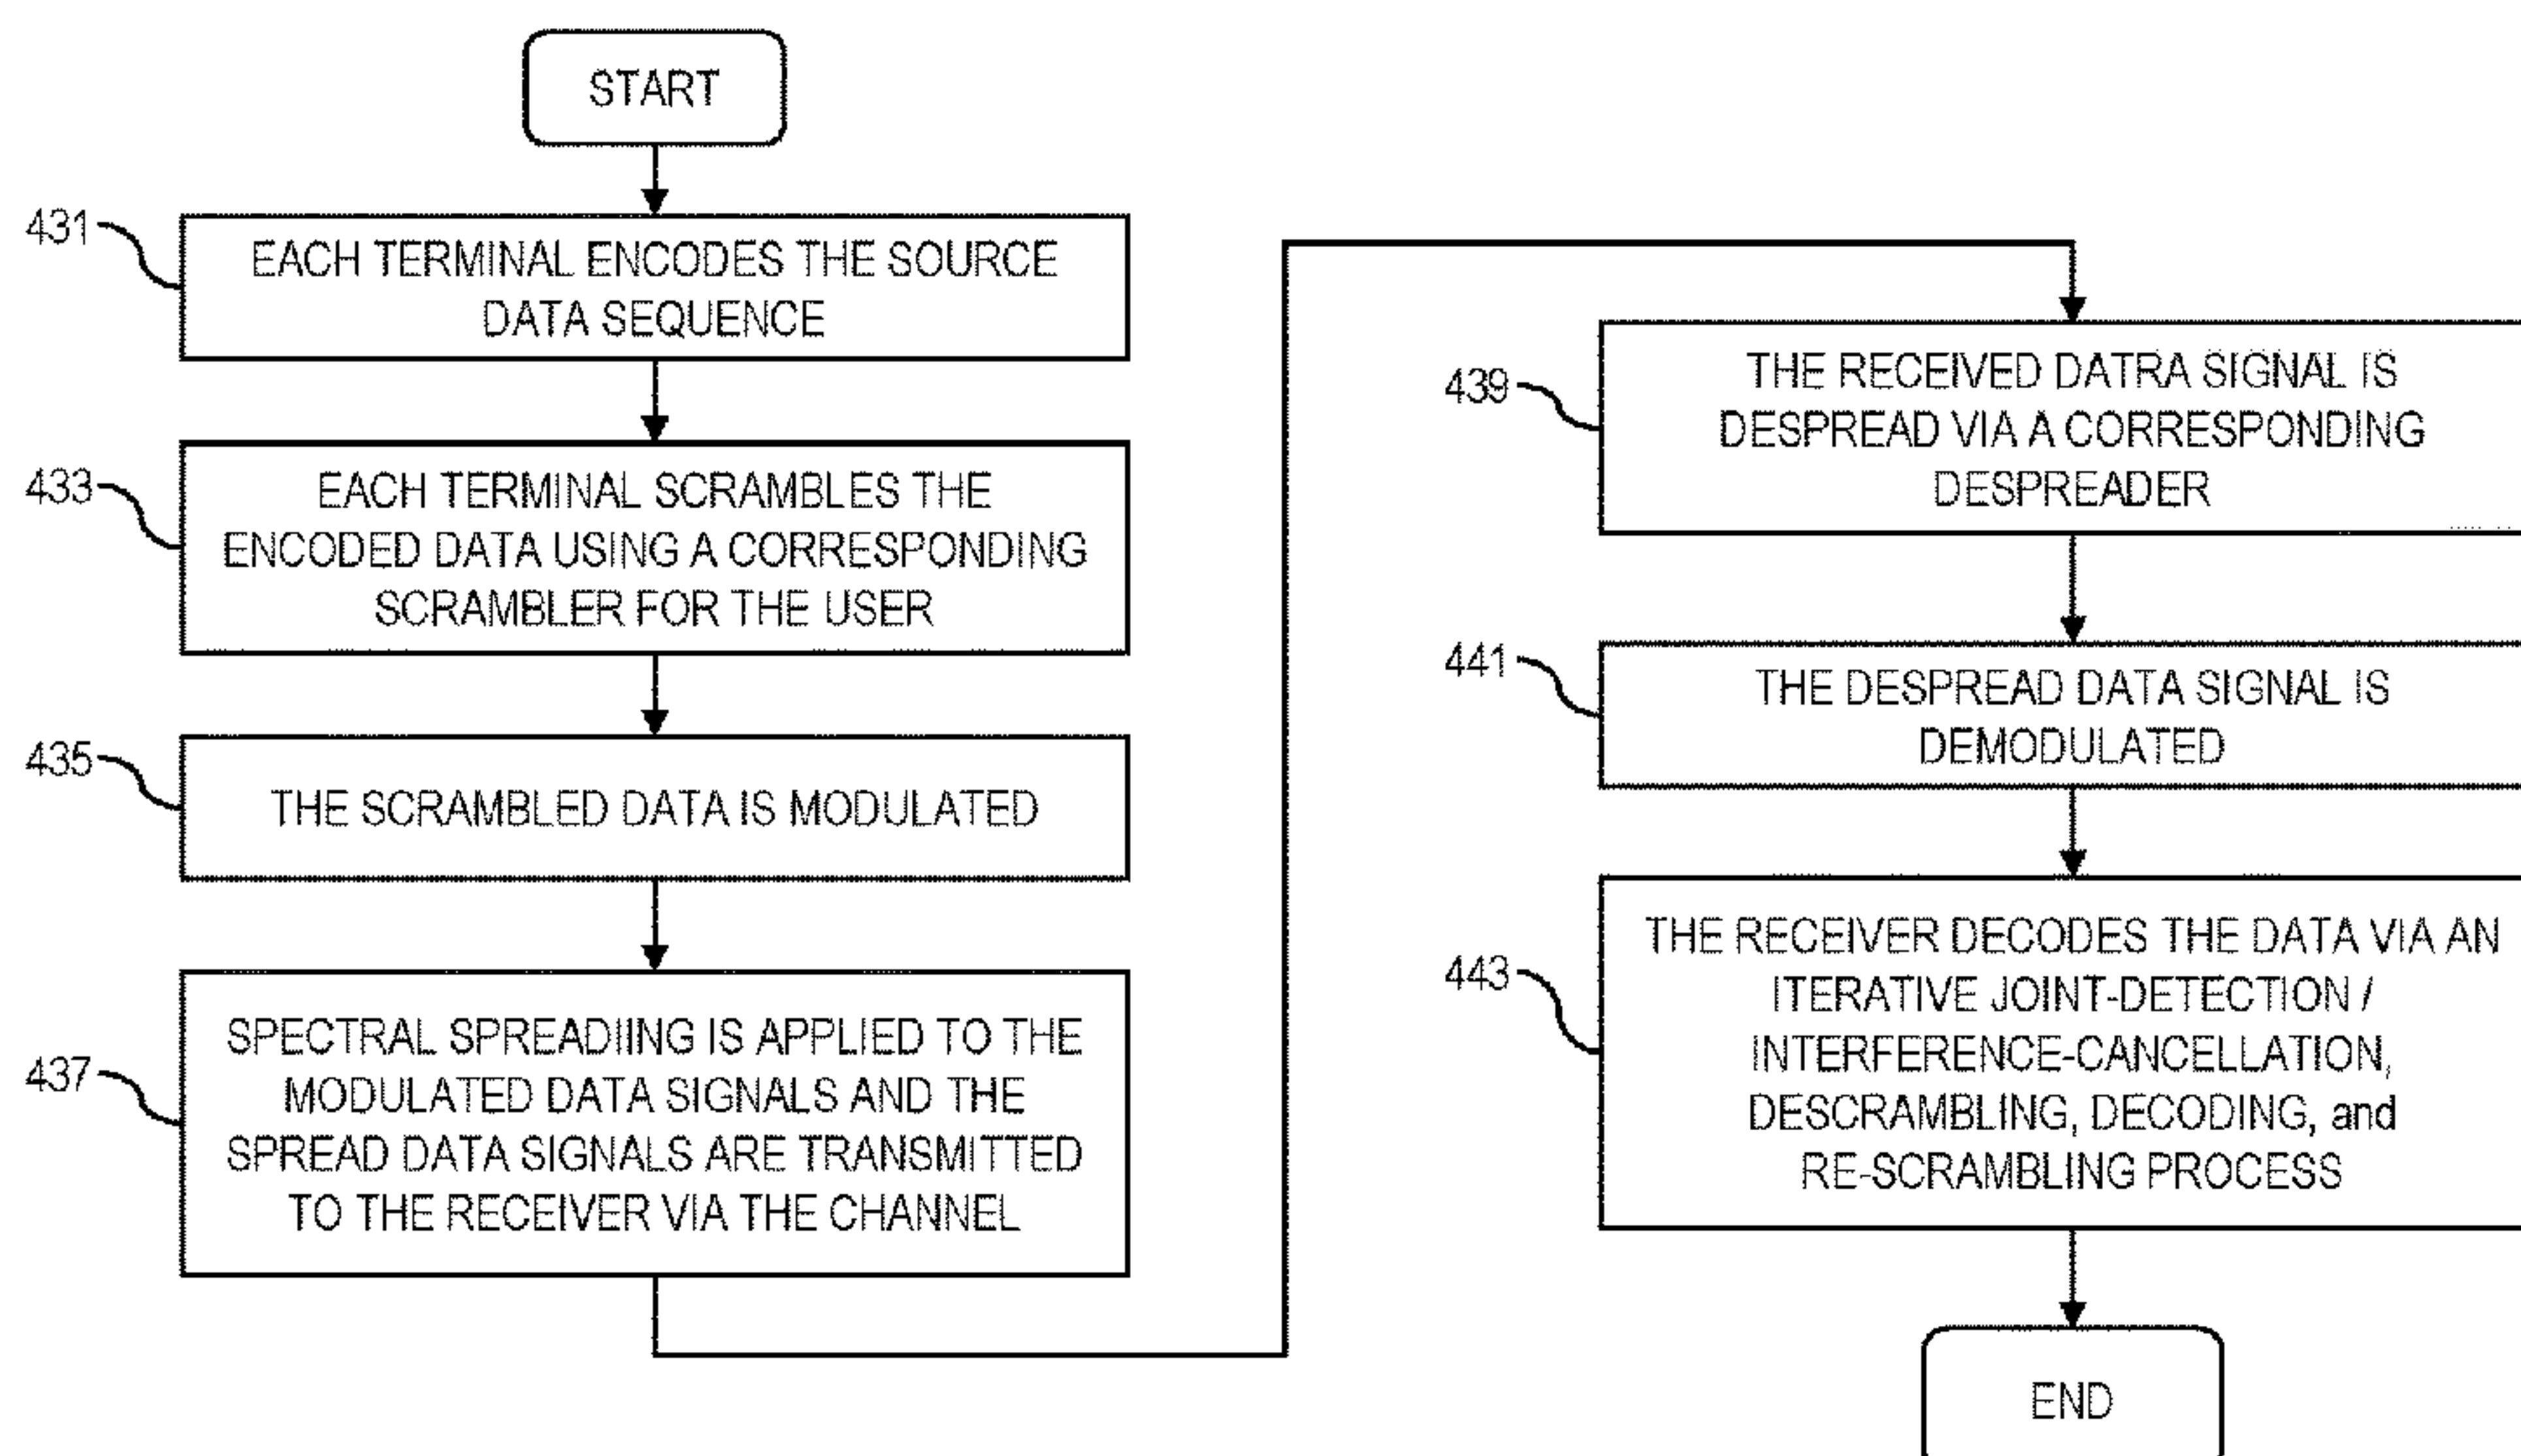 START
431
EACH TERMINAL ENCODES THE SOURCE
DATA SEQUENCE
433
EACH TERMINAL SCRAMBLES THE
ENCODED DATA USING A CORRESPONDING
SCRAMBLER FOR THE USER
435
THE SCRAMBLED DATA IS MODULATED
437
SPECTRAL SPREADIING IS APPLIED TO THE
MODULATED DATA SIGNALS AND THE
SPREAD DATA SIGNALS ARE TRANSMITTED
TO THE RECEIVER VIA THE CHANNEL
439
THE RECEIVED DATRA SIGNAL IS
DESPREAD VIA A CORRESPONDING
DESPREADER
441
THE DESPREAD DATA SIGNAL IS
DEMODULATED
443
THE RECEIVER DECODES THE DATA VIA AN
ITERATIVE JOINT-DETECTION /
INTERFERENCE-CANCELLATION,
DESCRAMBLING, DECODING, and
RE-SCRAMBLING PROCESS
END